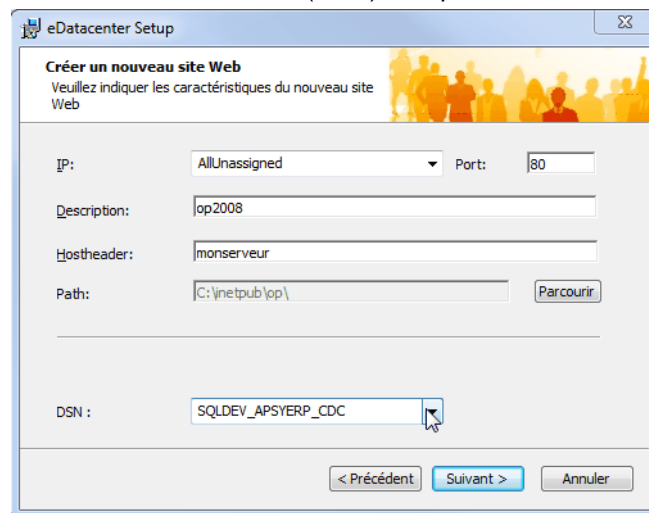 eDatacenter Setup
Créer un nouveau site Web
Veuillez indiquer les caractéristiques du nouveau site
Web
IP: AllUnassigned Port: 80
Description: op2008
Hostheader: monserveur
Path: C:\inetpub\op\ Parcourir
DSN : SQLDEV_APSYERP_CDC
< Précédent Suivant > Annuler